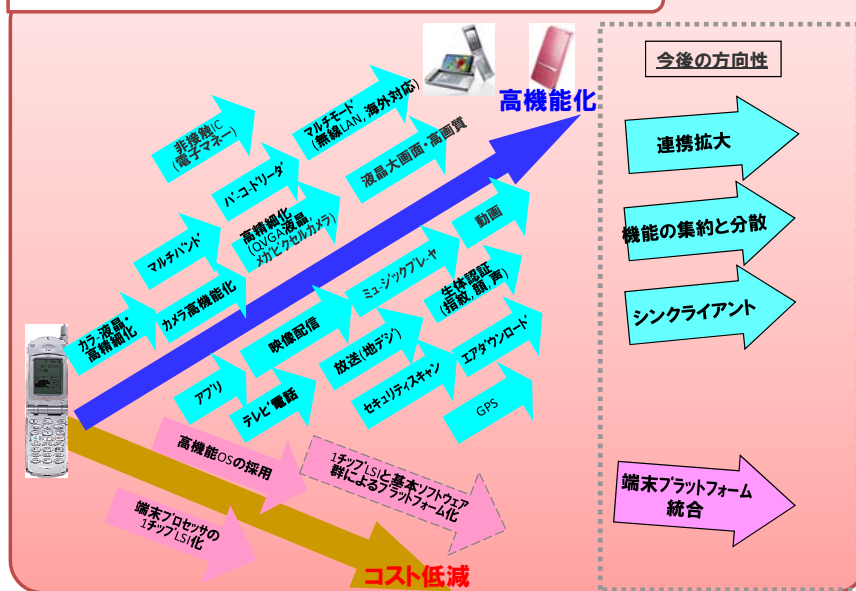 今後の方向性
高機能化
マルチモード
(無線LAN, 海外対応)
非接触IC
(電子マネー)
液晶大画面・高画質
バーコードリーダ
連携拡大
高精細化
(QVGA液晶,
メガピクセルカメラ)
動画
マルチバンド
機能の集約と分散
ミュージックプレーヤ
生体認証
(指紋, 顔, 声)
カメラ高機能化
シンクライアント
カラー液晶・
高精細化
映像配信
放送(地デジ)
エアダウンロード
アプリ
セキュリティスキャン
テレビ電話
GPS
高機能OSの採用
1チップLSIと基本ソフトウェア
群によるプラットフォーム化
端末プラットフォーム
統合
端末プロセッサの
1チップLSI化
コスト低減